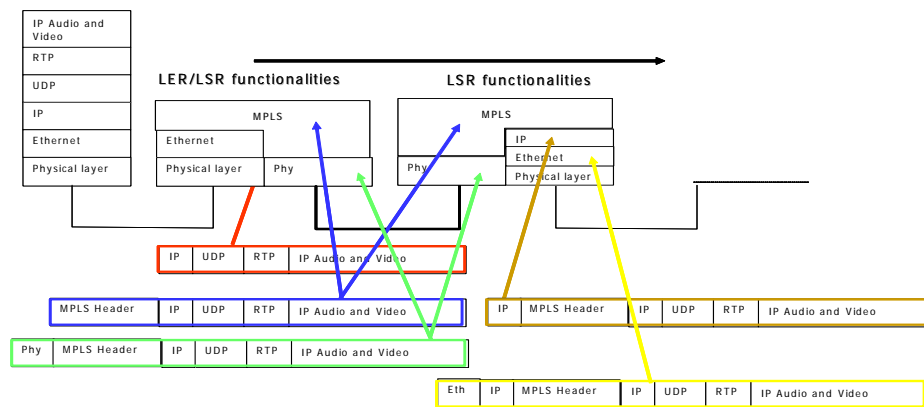 IP Audio and
Video
RTP
UDP
IP
Ethernet
Physical layer
LER/LSR functionalities
MPLS
Ethernet
Physical layer
Phy
LSR functionalities
MPLS
IP
Ethernet
Phy
Physical layer
IP UDP RTP IP Audio and Video
MPLS Header IP UDP RTP IP Audio and Video
Phy MPLS Header IP UDP RTP IP Audio and Video
IP MPLS Header IP UDP RTP IP Audio and Video
Eth IP MPLS Header IP UDP RTP IP Audio and Video